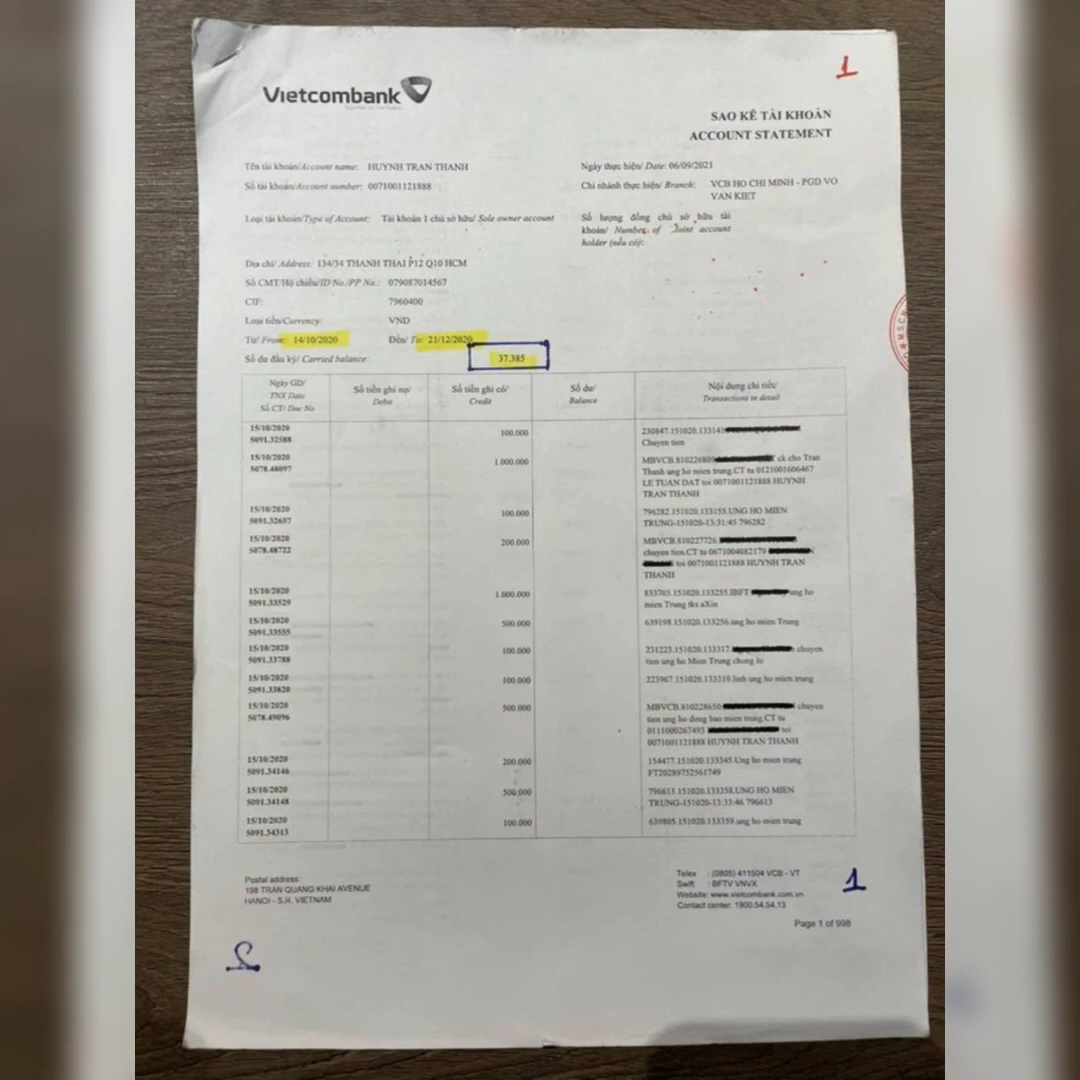 1
Vietcombank
SAO KÊ TÀI KHOẢN
ACCOUNT STATEMENT
Tên tài khoản/Account name: HUYNH TRAN THANH
Số tài khoản/Account number: 0071001121888
Ngày thực hiện/ Date: 06/09/2021
Chi nhánh thực hiện/ Branch: VCB HO CHI MINH - PGD VO
VAN KIET
Loại tài khoản/Type of Account: Tài khoản 1 chủ sở hữu/ Sole owner account
Số lượng đồng chủ sở hữu tài
khoản/ Number of Joint account
holder (nếu có):
Địa chỉ/ Address: 134/34 THANH THAI P12 Q10 HCM
Số CMT/Hộ chiếu/ID No./PP No.: 079087014567
CIF: 7960400
Loại tiền/Currency: VND
Từ/ From: 14/10/2020 Đến/ To: 21/12/2020
Số dư đầu kỳ/ Carried balance: 37.385
Ngày GD/
TNX Date
Số CT/ Doc No
Số tiền ghi nợ/
Debit
Số tiền ghi có/
Credit
Số dư/
Balance
Nội dung chi tiết/
Transactions in detail
15/10/2020
5091.32588
100.000
230847.151020.133143
Chuyen tien
15/10/2020
5078.48097
1.000.000
MBVCB.810226809 ck cho Tran
Thanh ung ho mien trung.CT tu 0121001606467
LE TUAN DAT toi 0071001121888 HUYNH
TRAN THANH
15/10/2020
5091.32657
100.000
796282.151020.133155.UNG HO MIEN
TRUNG-151020-13:31:45 796282
15/10/2020
5078.48722
200.000
MBVCB.810227726.
chuyen tien.CT tu 0671004082179
toi 0071001121888 HUYNH TRAN
THANH
15/10/2020
5091.33529
1.000.000
833703.151020.133255.IBFT ung ho
mien Trung tks aXin
15/10/2020
5091.33555
500.000
639198.151020.133256.ung ho mien Trung
15/10/2020
5091.33788
100.000
231223.151020.133317. chuyen
tien ung ho Mien Trung chong lu
15/10/2020
5091.33820
100.000
223967.151020.133319.linh ung ho mien trung
15/10/2020
5078.49096
500.000
MBVCB.810228650 chuyen
tien ung ho dong bao mien trung.CT tu
0111000267493 toi
0071001121888 HUYNH TRAN THANH
15/10/2020
5091.34146
200.000
154477.151020.133345.Ung ho mien trung
FT20289752561749
15/10/2020
5091.34148
500.000
796613.151020.133358.UNG HO MIEN
TRUNG-151020-13:33:46 796613
15/10/2020
5091.34313
100.000
639805.151020.133359.ung ho mien trung
Postal address:
198 TRAN QUANG KHAI AVENUE
HANOI - S.R. VIETNAM
Telex : (0805) 411504 VCB - VT
Swift : BFTV VNVX
Website: www.vietcombank.com.vn
Contact center: 1900.54.54.13
1
Page 1 of 998